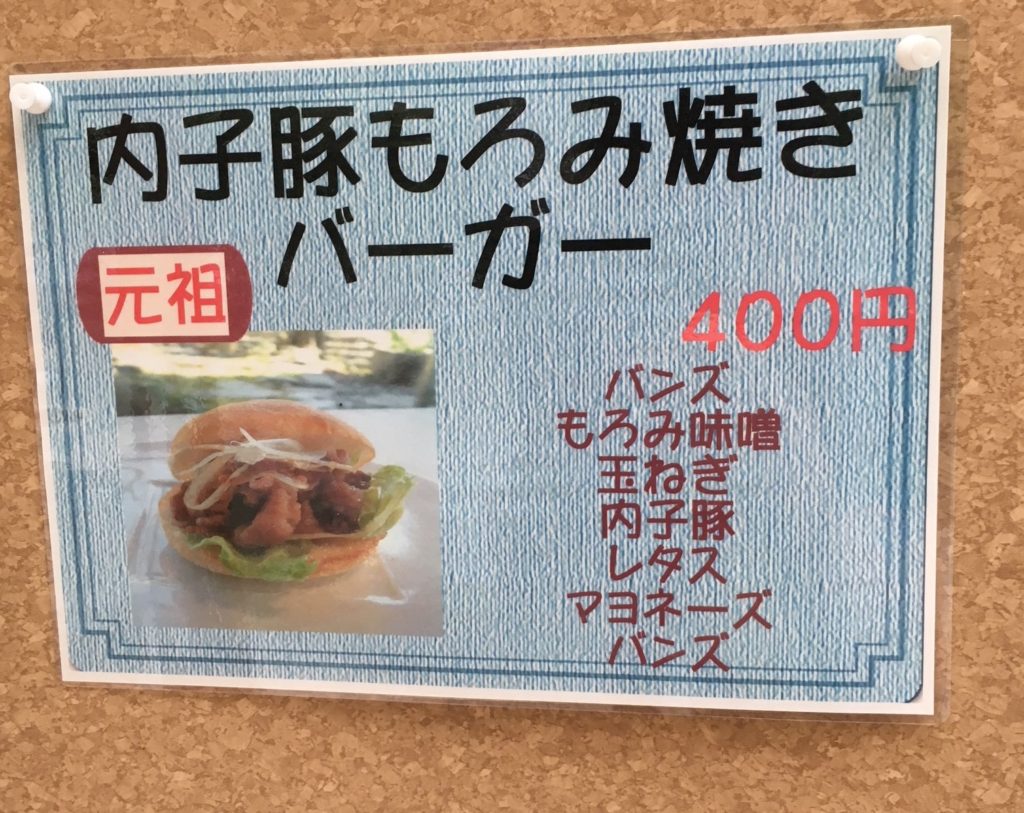 内子豚もろみ焼き
バーガー
元祖
400円
バンズ
もろみ味噌
玉ねぎ
内子豚
レタス
マヨネーズ
バンズ